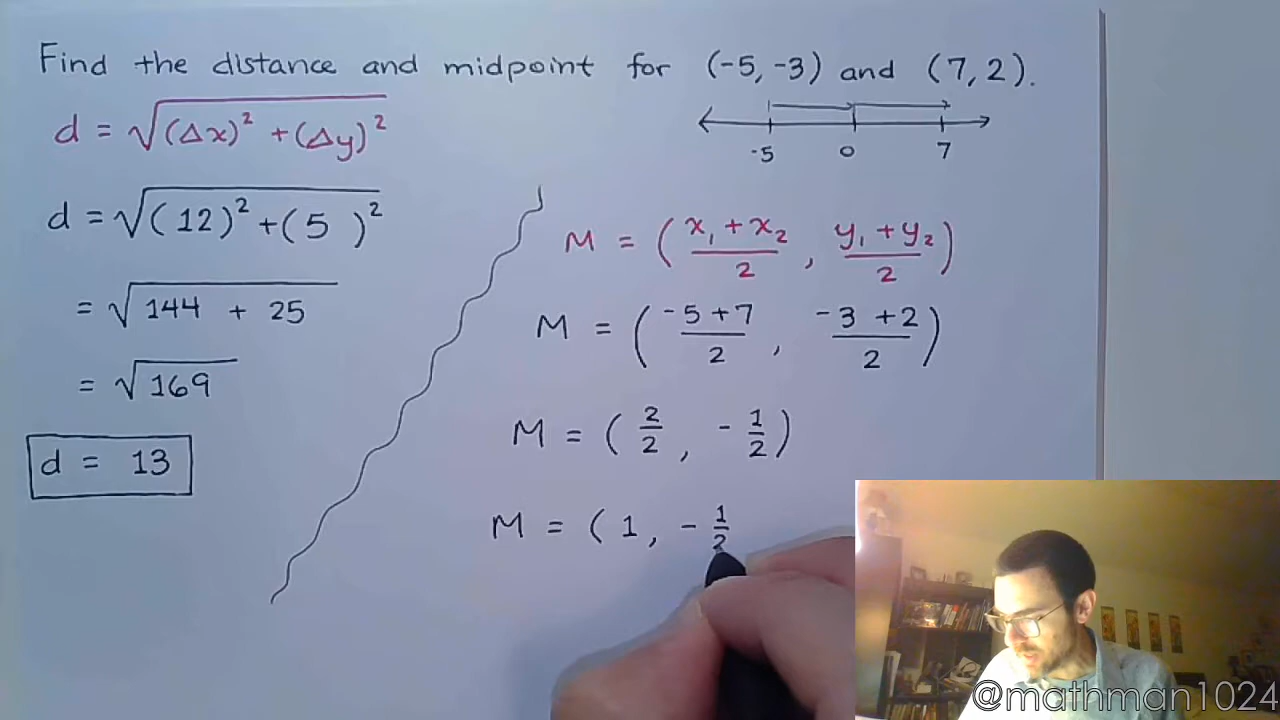 Find the distance and midpoint for (-5, -3) and (7, 2).
d = √(Δx)² + (Δy)²
-5 0 7
d = √(12)² + (5 )²
= √144 + 25
= √169
d = 13
M = (x₁ + x₂/2, y₁ + y₂/2)
M = (-5 + 7/2, -3 + 2/2)
M = (2/2, -1/2)
M = (1, -1/2
@mathman1024